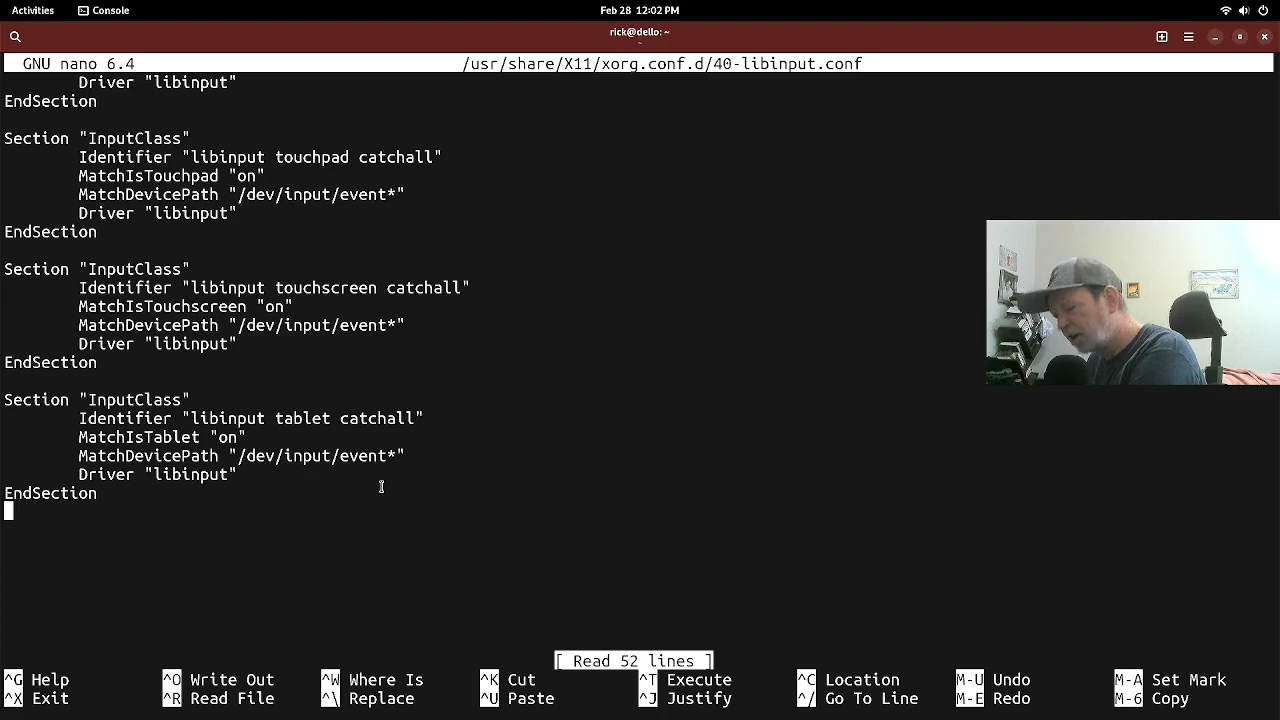 Activities Console Feb 28 12:02 PM
rick@dello: ~
~
GNU nano 6.4 /usr/share/X11/xorg.conf.d/40-libinput.conf
Driver "libinput"
EndSection
Section "InputClass"
Identifier "libinput touchpad catchall"
MatchIsTouchpad "on"
MatchDevicePath "/dev/input/event*"
Driver "libinput"
EndSection
Section "InputClass"
Identifier "libinput touchscreen catchall"
MatchIsTouchscreen "on"
MatchDevicePath "/dev/input/event*"
Driver "libinput"
EndSection
Section "InputClass"
Identifier "libinput tablet catchall"
MatchIsTablet "on"
MatchDevicePath "/dev/input/event*"
Driver "libinput"
EndSection
[ Read 52 lines ]
^G Help ^O Write Out ^W Where Is ^K Cut ^T Execute ^C Location M-U Undo M-A Set Mark
^X Exit ^R Read File ^\ Replace ^U Paste ^J Justify ^/ Go To Line M-E Redo M-6 Copy